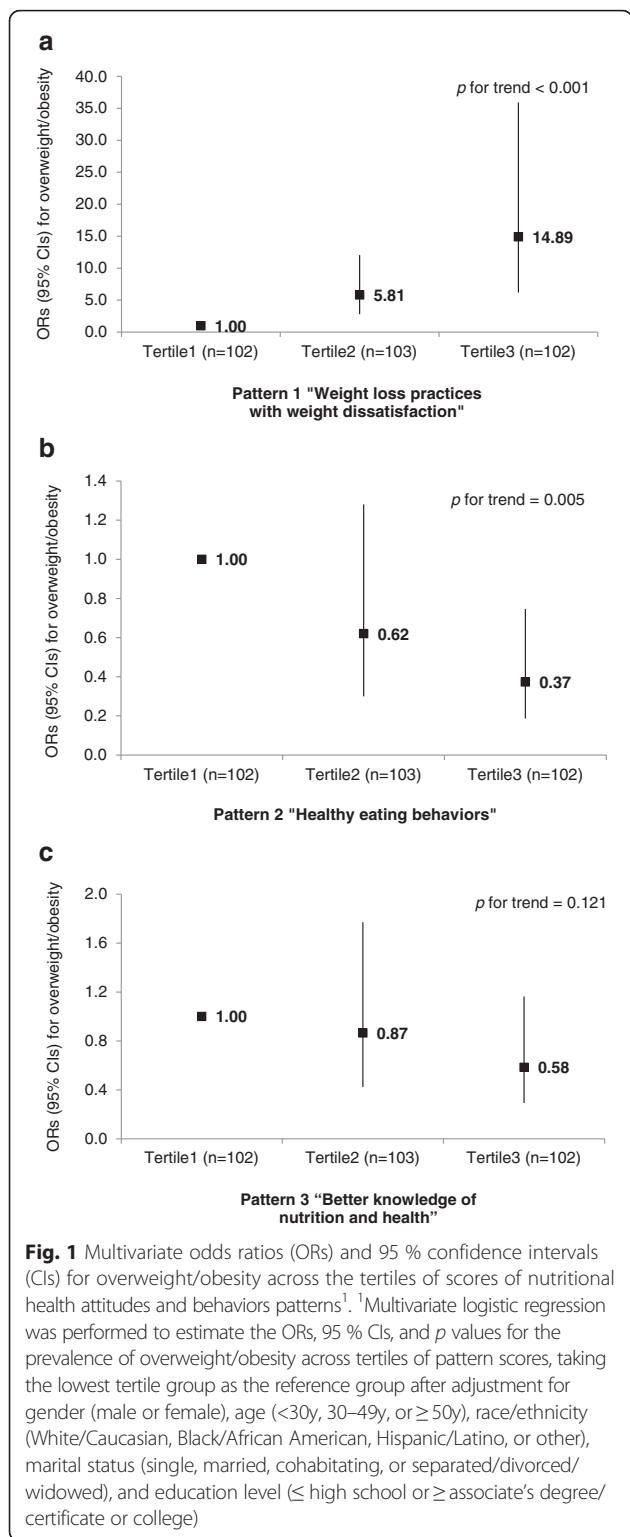 a
ORs (95% CIs) for overweight/obesity
40.0
35.0
30.0
25.0
20.0
15.0
10.0
5.0
0.0
p for trend < 0.001
1.00
5.81
14.89
Tertile1 (n=102)
Tertile2 (n=103)
Tertile3 (n=102)
Pattern 1 "Weight loss practices
with weight dissatisfaction"
b
ORs (95% CIs) for overweight/obesity
1.4
1.2
1.0
0.8
0.6
0.4
0.2
0.0
p for trend = 0.005
1.00
0.62
0.37
Tertile1 (n=102)
Tertile2 (n=103)
Tertile3 (n=102)
Pattern 2 "Healthy eating behaviors"
c
ORs (95% CIs) for overweight/obesity
2.0
1.6
1.2
0.8
0.4
0.0
p for trend = 0.121
1.00
0.87
0.58
Tertile1 (n=102)
Tertile2 (n=103)
Tertile3 (n=102)
Pattern 3 “Better knowledge of
nutrition and health”
Fig. 1 Multivariate odds ratios (ORs) and 95 % confidence intervals
(CIs) for overweight/obesity across the tertiles of scores of nutritional
health attitudes and behaviors patterns¹. ¹Multivariate logistic regression
was performed to estimate the ORs, 95 % CIs, and p values for the
prevalence of overweight/obesity across tertiles of pattern scores, taking
the lowest tertile group as the reference group after adjustment for
gender (male or female), age (<30y, 30–49y, or ≥ 50y), race/ethnicity
(White/Caucasian, Black/African American, Hispanic/Latino, or other),
marital status (single, married, cohabitating, or separated/divorced/
widowed), and education level (≤ high school or ≥ associate’s degree/
certificate or college)